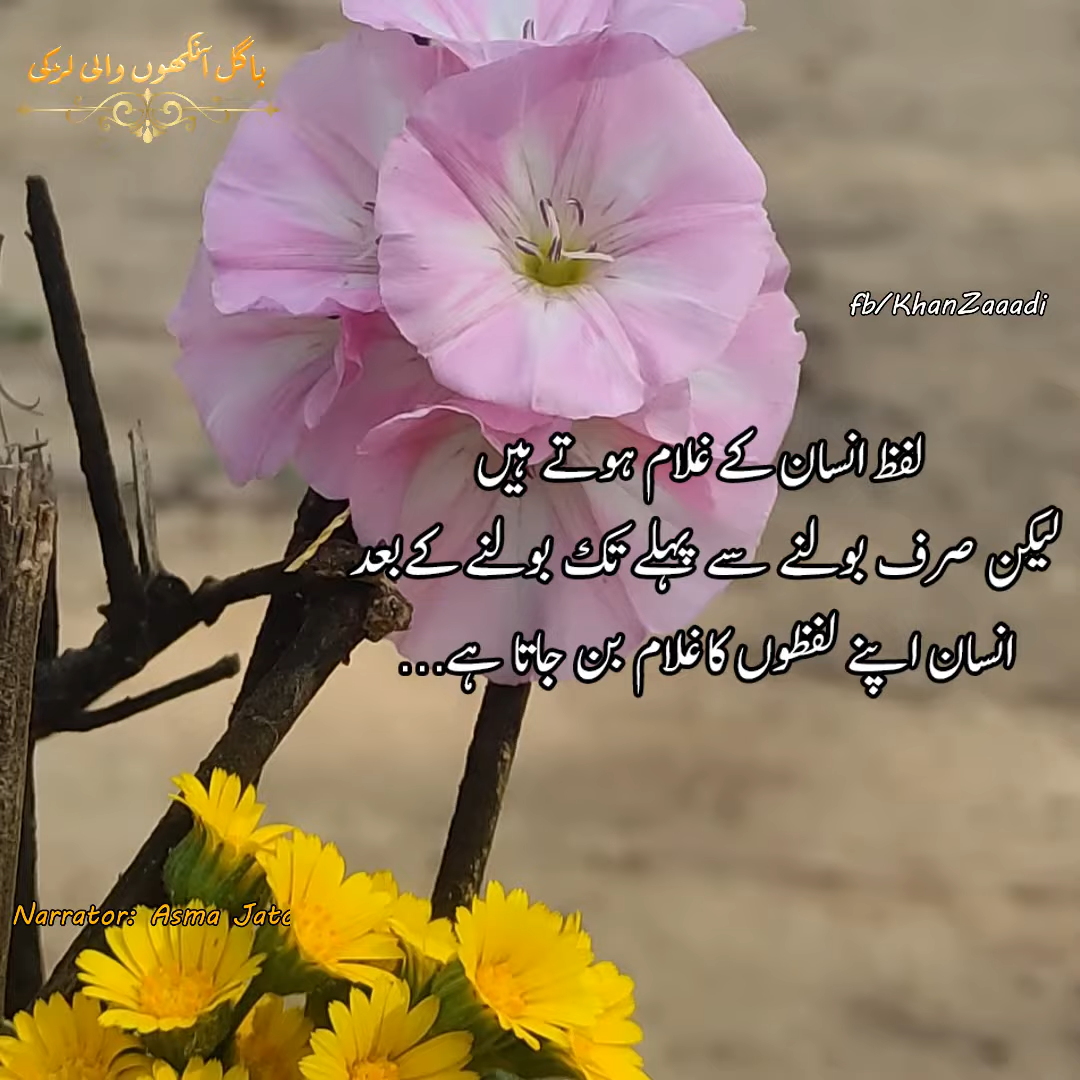 پاگل آنکھوں والی لڑکی
fb/KhanZaaadi
لفظ انسان کے غلام ہوتے ہیں
لیکن صرف بولنے سے پہلے تک بولنے کے بعد
انسان اپنے لفظوں کا غلام بن جاتا ہے...
Narrator: Asma